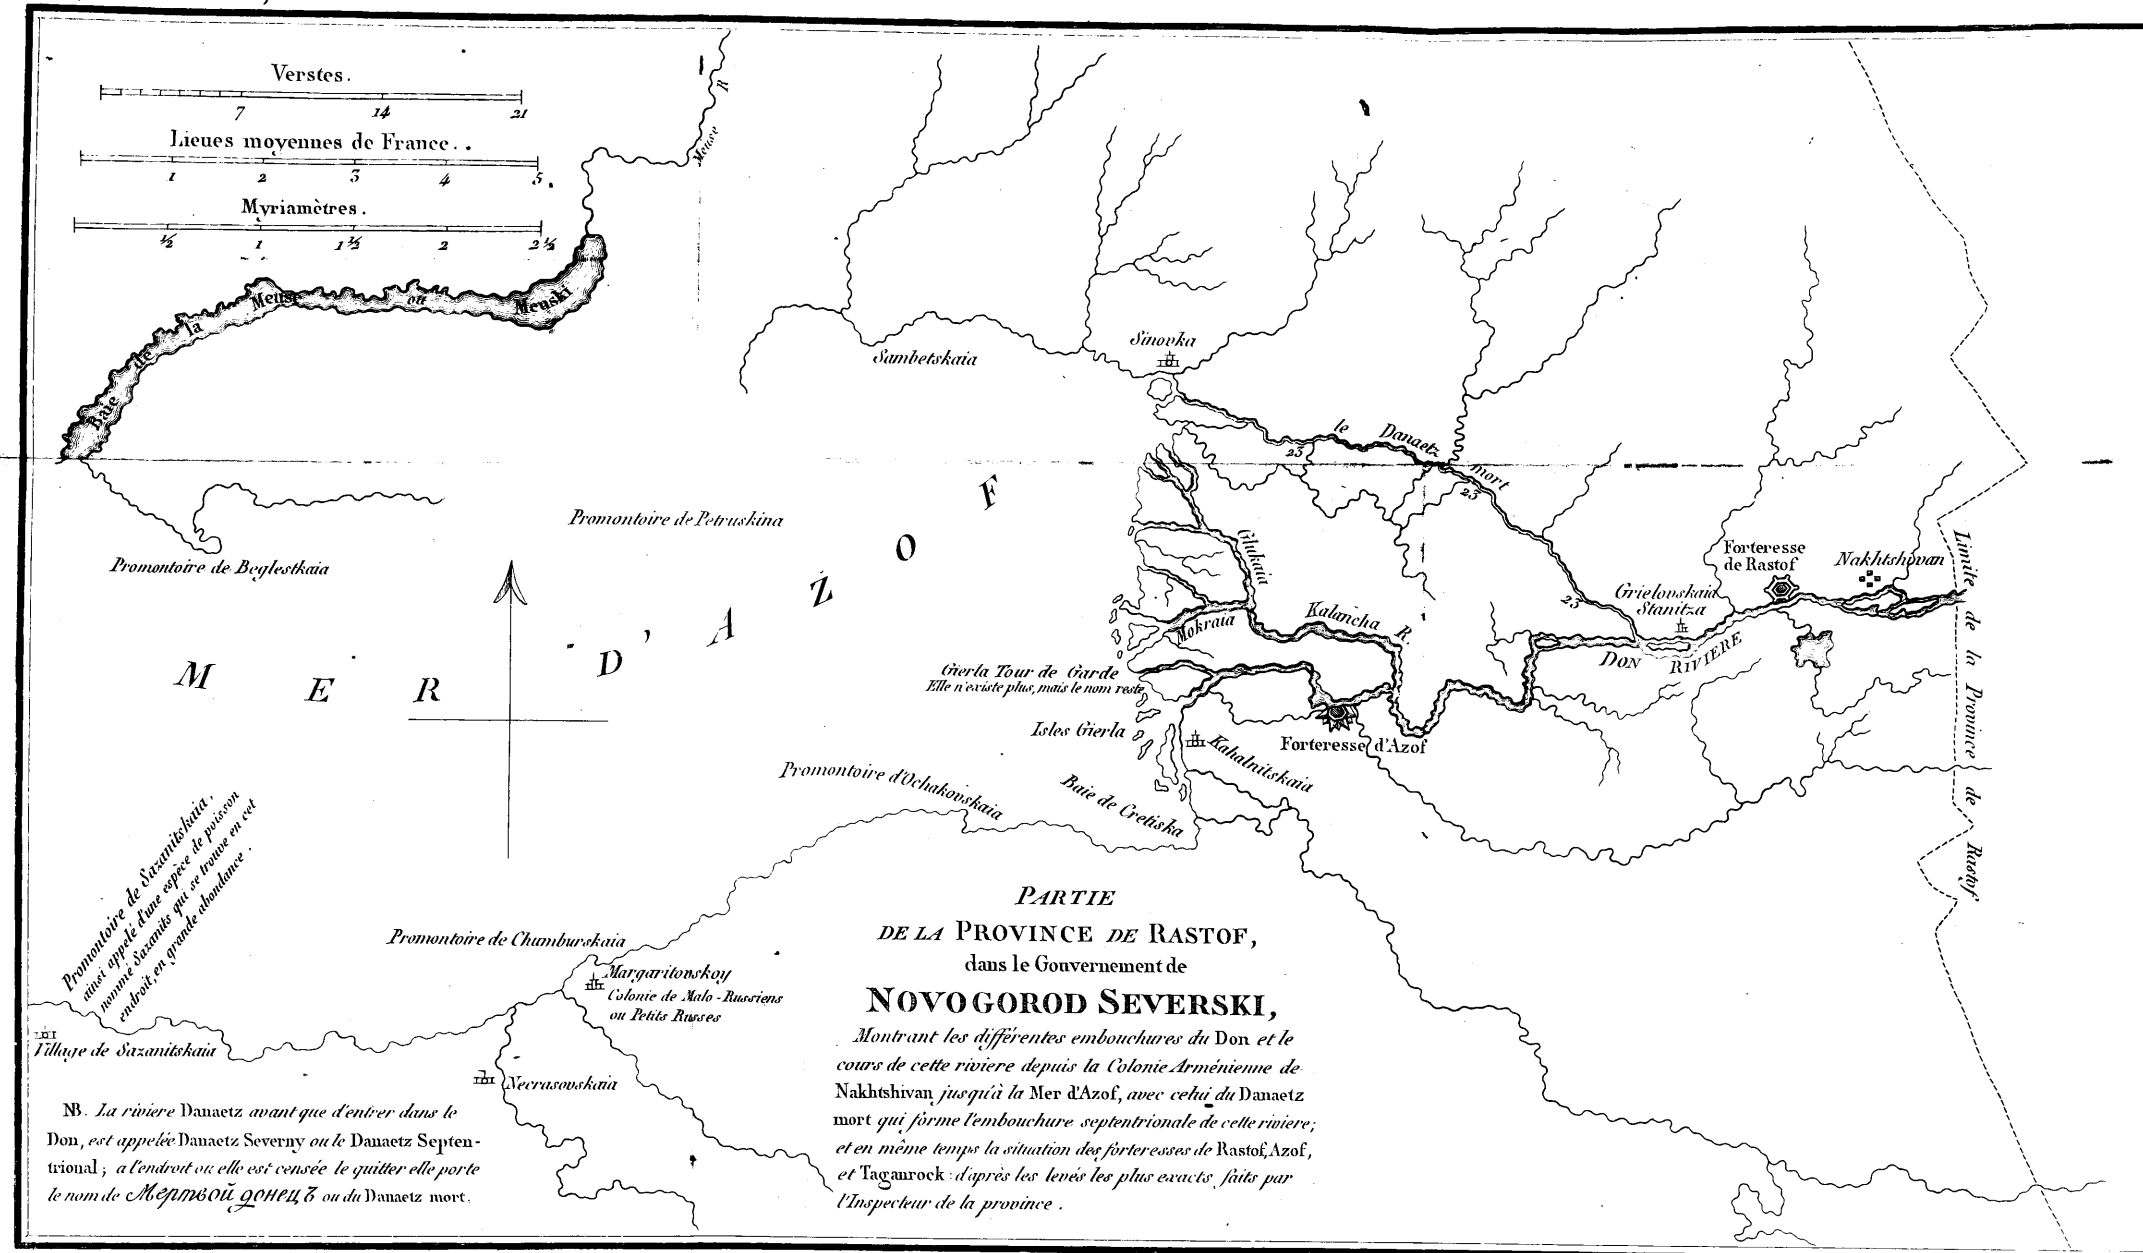 Verstes.
7 14 21
Lieues moyennes de France..
1 2 3 4 5.
Myriamètres.
½ 1 1½ 2 2½
Meuse R
Baie de la Meuse ou Meuski
Sambetskaia
Sinovka
le Danaetz mort
23
23
23
Promontoire de Petruskina
Promontoire de Beglestkaia
MER D'AZOF
Glukaia
Mokraia
Kalancha R.
Grielovskaia
Stanitza
Forteresse
de Rastof
Nakhtshivan
DON RIVIERE
Limite de la Province de Rastof
Gierla Tour de Garde
Elle n'existe plus, mais le nom reste
Isles Gierla
Forteresse d'Azof
Kahalnitskaia
Baie de Cretiska
Promontoire d'Ochakovskaia
Promontoire de Sazanitskaia,
ainsi appelé d'une espèce de poisson
nommé Sazanits qui se trouve en cet
endroit, en grande abondance.
Promontoire de Chumburskaia
Margaritovskoy
Colonie de Malo-Russiens
ou Petits Russes
Village de Sazanitskaia
Necrasovskaia
NB. La riviere Danaetz avant que d'entrer dans le
Don, est appelée Danaetz Severny ou le Danaetz Septen-
trional; a l'endroit ou elle est censée le quitter elle porte
le nom de Мертвой донецъ ou du Danaetz mort.
PARTIE
DE LA PROVINCE DE RASTOF,
dans le Gouvernement de
NOVOGOROD SEVERSKI,
Montrant les différentes embouchures du Don et le
cours de cette riviere depuis la Colonie Arménienne de
Nakhtshivan jusqu'à la Mer d'Azof, avec celui du Danaetz
mort qui forme l'embouchure septentrionale de cette riviere;
et en même temps la situation des forteresses de Rastof, Azof,
et Taganrock: d'après les levés les plus exacts faits par
l'Inspecteur de la province.